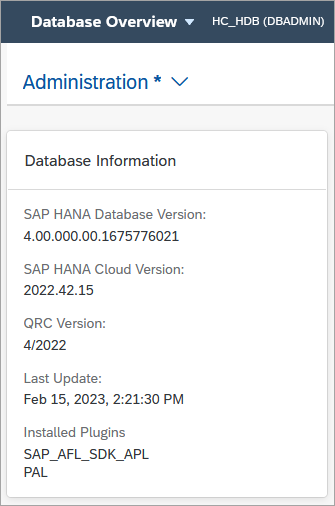 Database Overview HC_HDB (DBADMIN)
Administration *
Database Information
SAP HANA Database Version:
4.00.000.00.1675776021
SAP HANA Cloud Version:
2022.42.15
QRC Version:
4/2022
Last Update:
Feb 15, 2023, 2:21:30 PM
Installed Plugins
SAP_AFL_SDK_APL
PAL